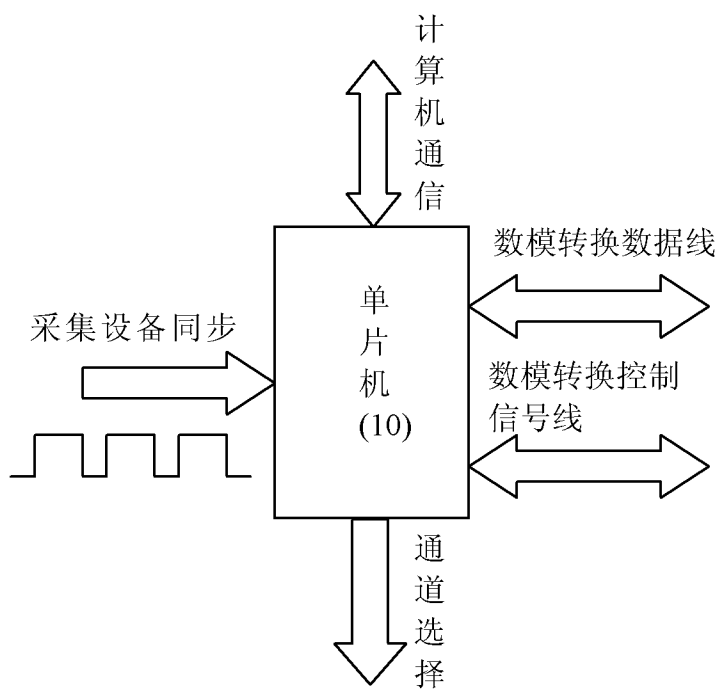 计算机通信
数模转换数据线
单片机
(10)
采集设备同步
数模转换控制
信号线
通道选择